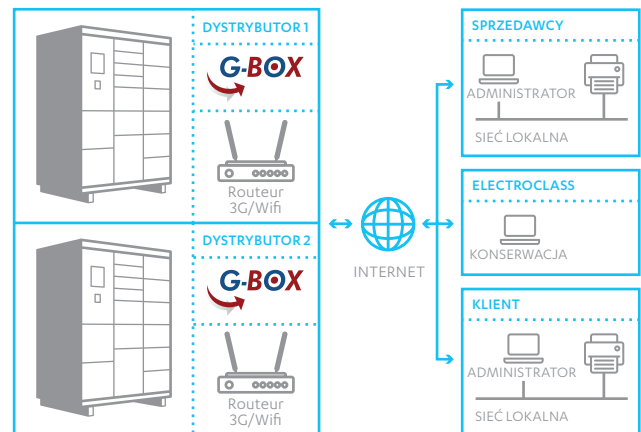 DYSTRYBUTOR 1
G-BOX
Routeur
3G/Wifi
DYSTRYBUTOR 2
G-BOX
Routeur
3G/Wifi
INTERNET
SPRZEDAWCY
ADMINISTRATOR
SIEĆ LOKALNA
ELECTROCLASS
KONSERWACJA
KLIENT
ADMINISTRATOR
SIEĆ LOKALNA